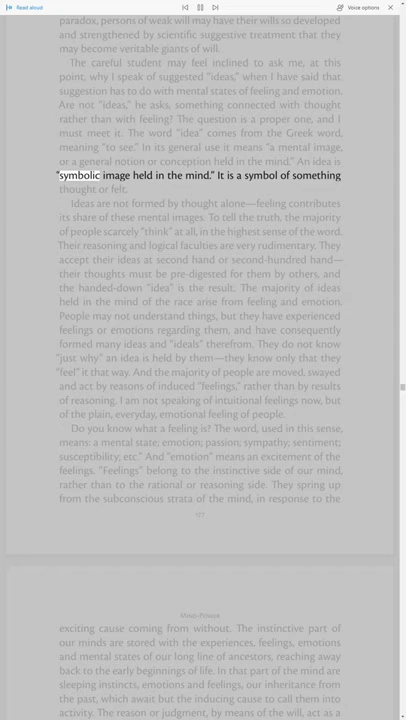 Read aloud
Voice options
paradox, persons of weak will may have their wills so developed
and strengthened by scientific suggestive treatment that they
may become veritable giants of will.
The careful student may feel inclined to ask me, at this
point, why I speak of suggested "ideas," when I have said that
suggestion has to do with mental states of feeling and emotion.
Are not "ideas," he asks, something connected with thought
rather than with feeling? The question is a proper one, and I
must meet it. The word "idea" comes from the Greek word,
meaning "to see." In its general use it means "a mental image,
or a general notion or conception held in the mind." An idea is
"symbolic image held in the mind." It is a symbol of something
thought or felt.
Ideas are not formed by thought alone—feeling contributes
its share of these mental images. To tell the truth, the majority
of people scarcely "think" at all, in the highest sense of the word.
Their reasoning and logical faculties are very rudimentary. They
accept their ideas at second hand or second-hundred hand—
their thoughts must be pre-digested for them by others, and
the handed-down "idea" is the result. The majority of ideas
held in the mind of the race arise from feeling and emotion.
People may not understand things, but they have experienced
feelings or emotions regarding them, and have consequently
formed many ideas and "ideals" therefrom. They do not know
"just why" an idea is held by them—they know only that they
"feel" it that way. And the majority of people are moved, swayed
and act by reasons of induced "feelings," rather than by results
of reasoning. I am not speaking of intuitional feelings now, but
of the plain, everyday, emotional feeling of people.
Do you know what a feeling is? The word, used in this sense,
means: a mental state; emotion; passion; sympathy, sentiment;
susceptibility; etc." And "emotion" means an excitement of the
feelings. "Feelings" belong to the instinctive side of our mind,
rather than to the rational or reasoning side. They spring up
from the subconscious strata of the mind, in response to the
177
Mind-Power
exciting cause coming from without. The instinctive part of
our minds are stored with the experiences, feelings, emotions
and mental states of our long line of ancestors, reaching away
back to the early beginnings of life. In that part of the mind are
sleeping instincts, emotions and feelings, our inheritance from
the past, which await but the inducing cause to call them into
activity. The reason or judgment, by means of the will, act as a